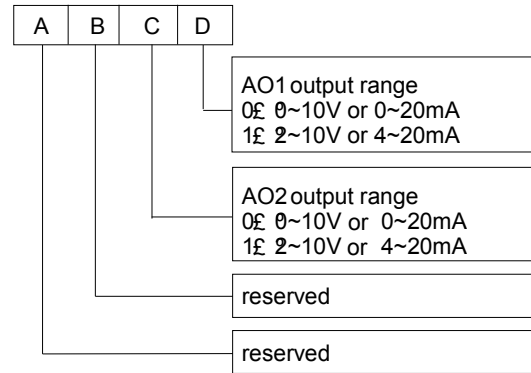 A B C D
AO1 output range
0£ 0~10V or 0~20mA
1£ 2~10V or 4~20mA
AO2 output range
0£ 0~10V or 0~20mA
1£ 2~10V or 4~20mA
reserved
reserved